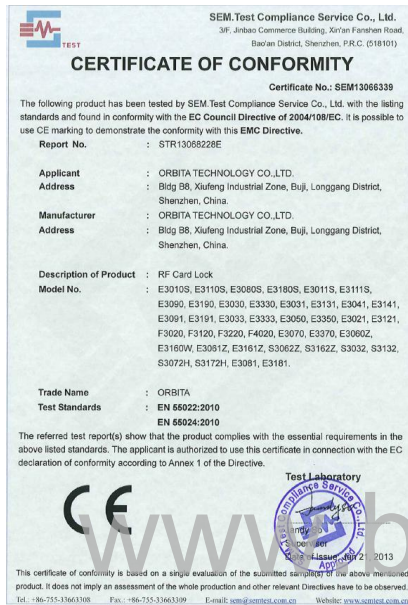 SEM.Test Compliance Service Co., Ltd.
3/F, Jinbao Commerce Building, Xin'an Fanshen Road,
Bao'an District, Shenzhen, P.R.C. (518101)
TEST
CERTIFICATE OF CONFORMITY
Certificate No.: SEM13066339
The following product has been tested by SEM.Test Compliance Service Co., Ltd. with the listing
standards and found in conformity with the EC Council Directive of 2004/108/EC. It is possible to
use CE marking to demonstrate the conformity with this EMC Directive.
Report No. : STR13068228E
Applicant : ORBITA TECHNOLOGY CO.,LTD.
Address : Bldg B8, Xiufeng Industrial Zone, Buji, Longgang District,
Shenzhen, China.
Manufacturer : ORBITA TECHNOLOGY CO.,LTD.
Address : Bldg B8, Xiufeng Industrial Zone, Buji, Longgang District,
Shenzhen, China.
Description of Product : RF Card Lock
Model No. : E3010S, E3110S, E3080S, E3180S, E3011S, E3111S,
E3090, E3190, E3030, E3330, E3031, E3131, E3041, E3141,
E3091, E3191, E3033, E3333, E3050, E3350, E3021, E3121,
F3020, F3120, F3220, F4020, E3070, E3370, E3060Z,
E3160W, E3061Z, E3161Z, S3062Z, S3162Z, S3032, S3132,
S3072H, S3172H, E3081, E3181.
Trade Name : ORBITA
Test Standards : EN 55022:2010
EN 55024:2010
The referred test report(s) show that the product complies with the essential requirements in the
above listed standards. The applicant is authorized to use this certificate in connection with the EC
declaration of conformity according to Annex 1 of the Directive.
Test Laboratory
CE
Compliance Service Co., Ltd.
Approved
Supervisor
Date of Issue: Jun 21, 2013
www
This certificate of conformity is based on a single evaluation of the submitted sample(s) of the above mentioned
product. It does not imply an assessment of the whole production and other relevant Directives have to be observed.
Tel.: +86-755-33663308 Fax.: +86-755-33663309 E-mail: sem@semtest.com.cn Website: www.semtest.com.cn